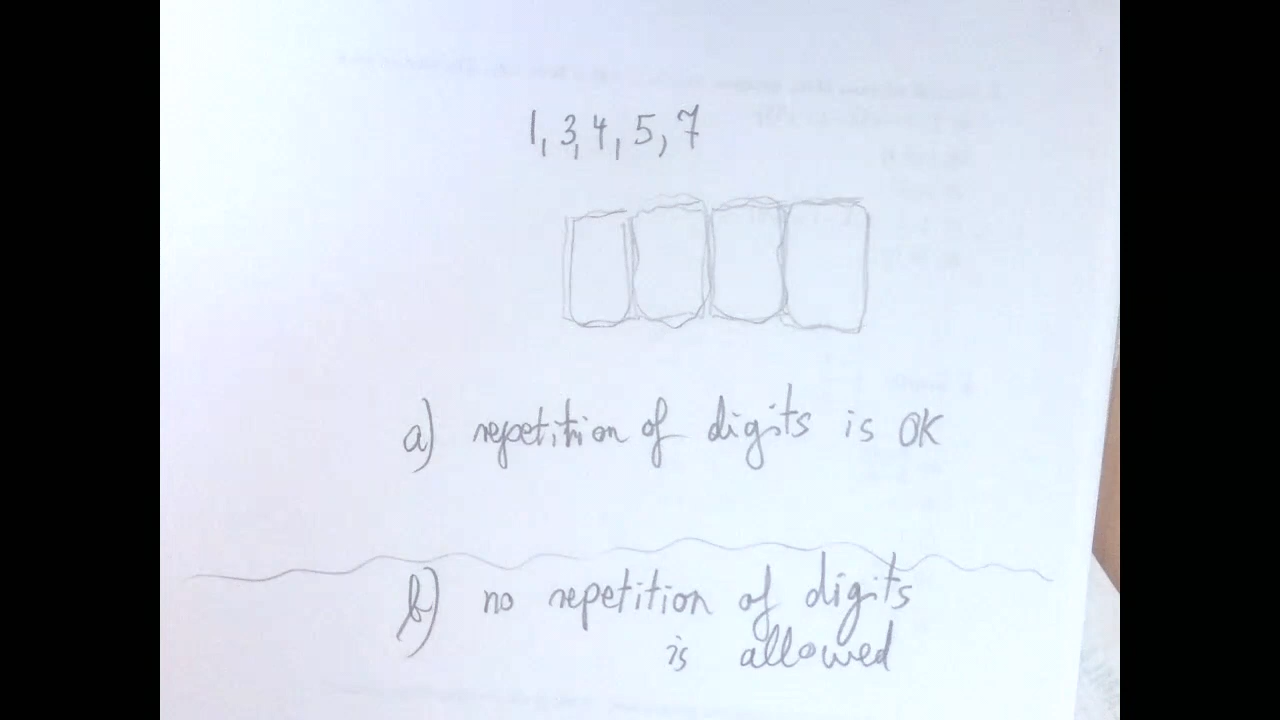 1, 3, 4, 5, 7
a) repetition of digits is OK
b) no repetition of digits
is allowed